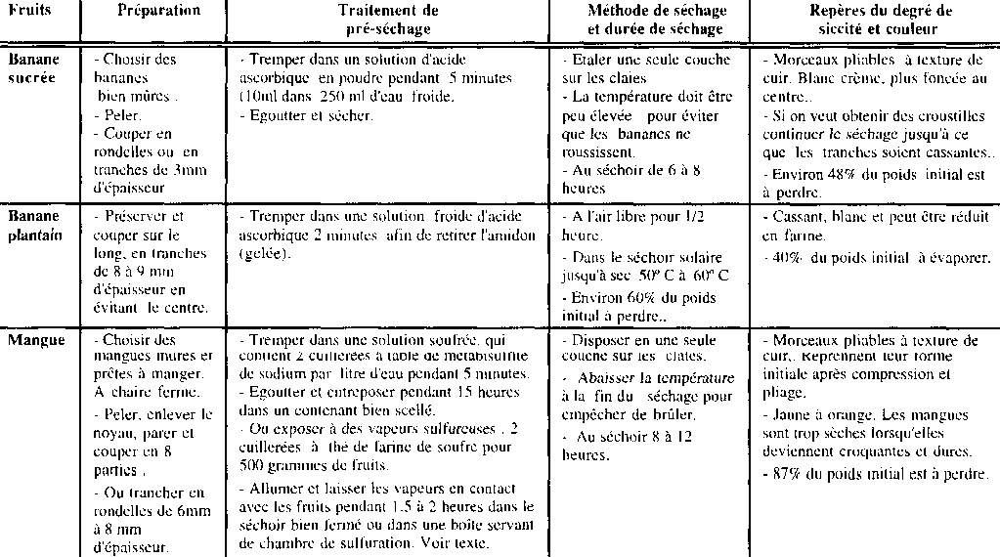 Fruits
Préparation
Traitement de
pré-séchage
Méthode de séchage
et durée de séchage
Repères du degré de
siccité et couleur
Banane
sucrée
- Choisir des
bananes
bien mûres .
- Peler.
- Couper en
rondelles ou en
tranches de 3mm
d'épaisseur
- Tremper dans un solution d'acide
ascorbique en poudre pendant 5 minutes
(10ml dans 250 ml d'eau froide.
- Egoutter et sécher.
- Etaler une seule couche
sur les claies
- La température doit être
peu élevée pour éviter
que les bananes ne
roussissent.
- Au séchoir de 6 à 8
heures
- Morceaux pliables à texture de
cuir. Blanc crème, plus foncée au
centre..
- Si on veut obtenir des croustilles
continuer le séchage jusqu'à ce
que les tranches soient cassantes..
- Environ 48% du poids initial est
à perdre.
Banane
plantain
- Préserver et
couper sur le
long, en tranches
de 8 à 9 mm
d'épaisseur en
évitant le centre.
- Tremper dans une solution froide d'acide
ascorbique 2 minutes afin de retirer l'amidon
(gelée).
- A l'air libre pour 1/2
heure.
- Dans le séchoir solaire
jusqu'à sec 50° C à 60° C
- Environ 60% du poids
initial à perdre..
- Cassant, blanc et peut être réduit
en farine.
- 40% du poids initial à évaporer.
Mangue
- Choisir des
mangues mures et
prêtes à manger.
A chaire ferme.
- Peler, enlever le
noyau, parer et
couper en 8
parties .
- Ou trancher en
rondelles de 6mm
à 8 mm
d'épaisseur.
- Tremper dans une solution soufrée, qui
contient 2 cuillerées à table de métabisulfite
de sodium par litre d'eau pendant 5 minutes.
- Egoutter et entreposer pendant 15 heures
dans un contenant bien scellé.
- Ou exposer à des vapeurs sulfureuses . 2
cuillerées à thé de farine de soufre pour
500 grammes de fruits.
- Allumer et laisser les vapeurs en contact
avec les fruits pendant 1.5 à 2 heures dans le
séchoir bien fermé ou dans une boîte servant
de chambre de sulfuration. Voir texte.
- Disposer en une seule
couche sur les claies.
- Abaisser la température
à la fin du séchage pour
empêcher de brûler.
- Au séchoir 8 à 12
heures.
- Morceaux pliables à texture de
cuir,. Reprennent leur forme
initiale après compression et
pliage.
- Jaune à orange. Les mangues
sont trop sèches lorsqu'elles
deviennent croquantes et dures.
- 87% du poids initial est à perdre.